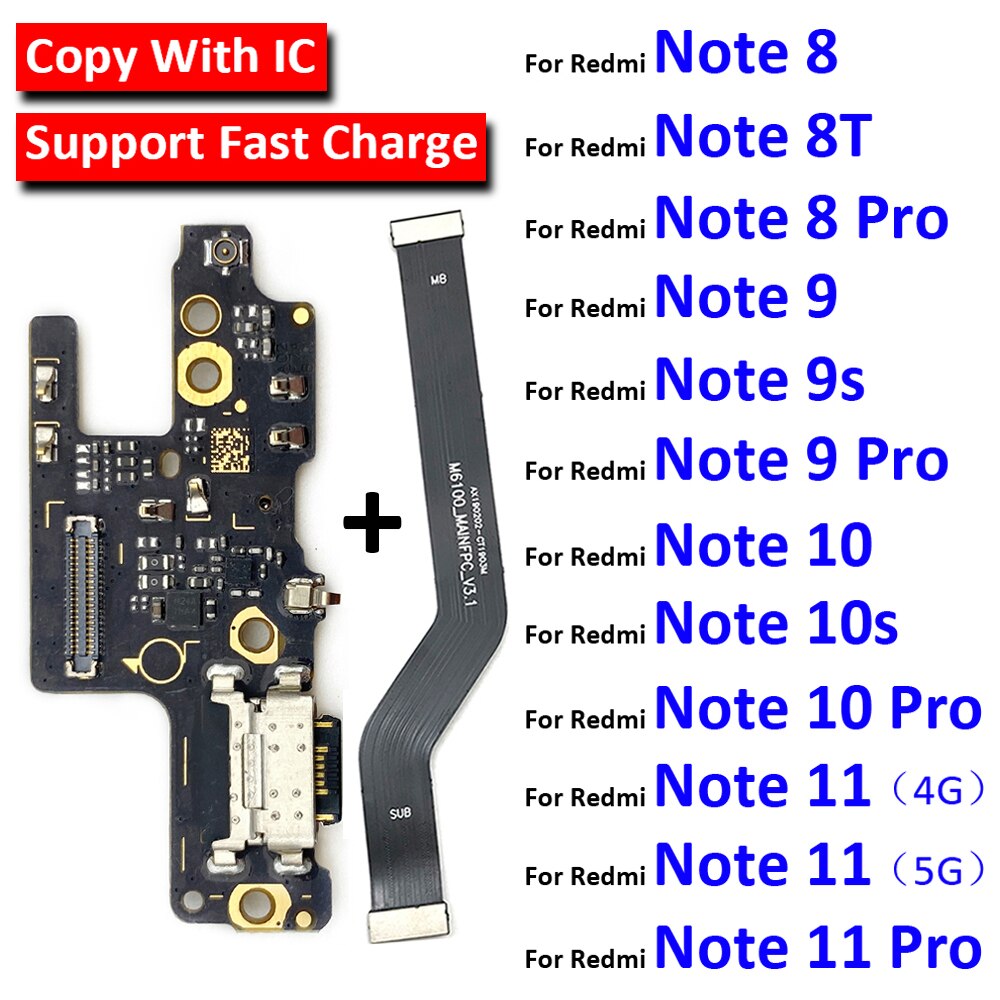 Copy With IC
Support Fast Charge
For Redmi Note 8
For Redmi Note 8T
For Redmi Note 8 Pro
For Redmi Note 9
For Redmi Note 9s
For Redmi Note 9 Pro
For Redmi Note 10
For Redmi Note 10s
For Redmi Note 10 Pro
For Redmi Note 11（4G）
For Redmi Note 11（5G）
For Redmi Note 11 Pro
+
M8
M6100_MAINFPC_V3.1
SUB